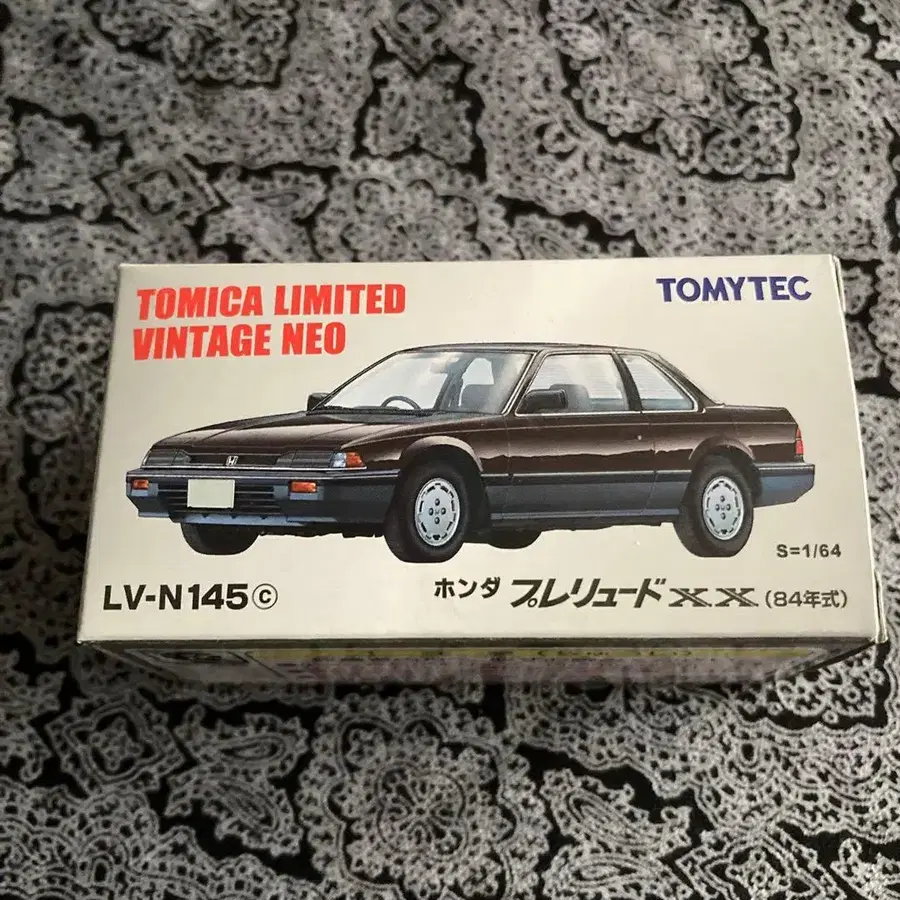 TOMICA LIMITED
VINTAGE NEO
TOMYTEC
S=1/64
LV-N145ⓒ
ホンダ プレリュード XX (84年式)